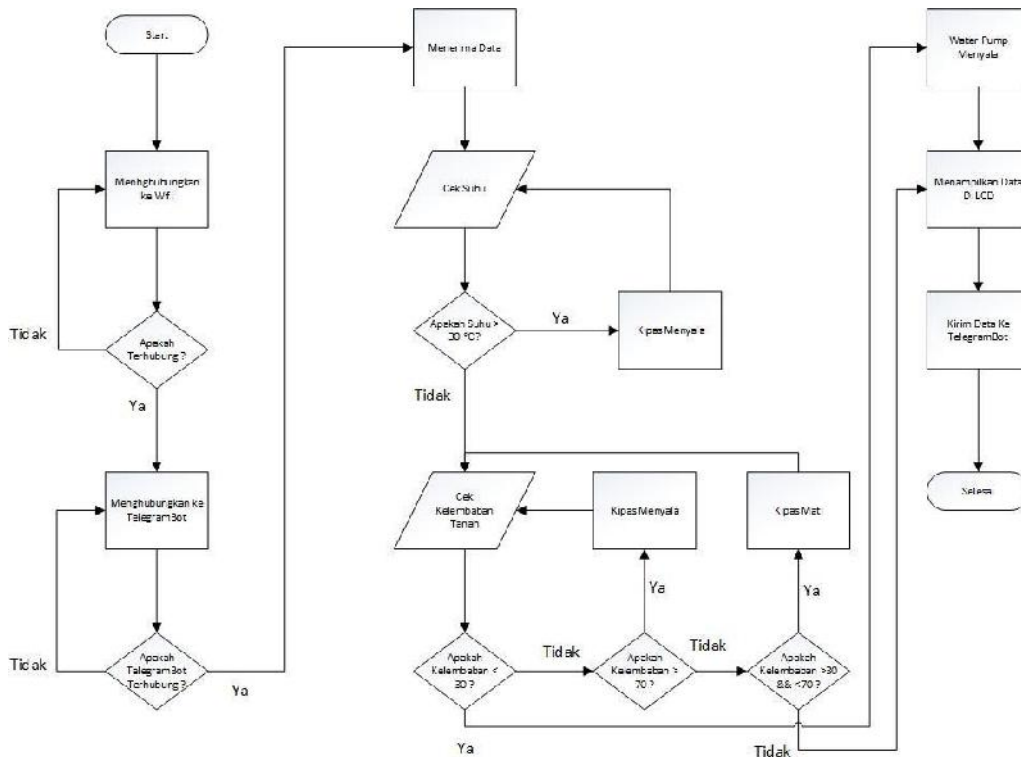 Start
Menghubungkan
ke Wifi
Apakah
Terhubung ?
Tidak
Ya
Menghubungkan ke
TelegramBot
Apakah
TelegramBot
Terhubung ?
Tidak
Ya
Menerima Data
Cek Suhu
Apakah Suhu >
30 °C?
Ya
Kipas Menyala
Tidak
Cek
Kelembaban
Tanah
Kipas Menyala
Kipas Mati
Ya
Ya
Apakah
Kelembaban <
30 ?
Tidak
Apakah
Kelembaban >
70 ?
Tidak
Apakah
Kelembaban >30
&& <70 ?
Ya
Tidak
Water Pump
Menyala
Menampilkan Data
Di LCD
Kirim Data Ke
TelegramBot
Selesai